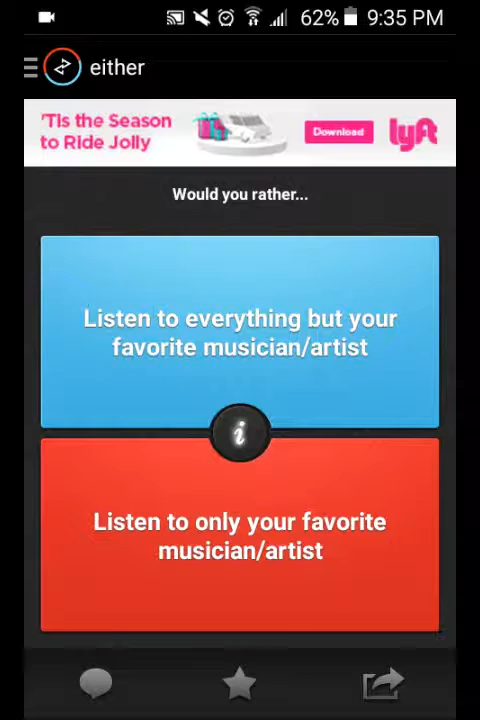 62% 9:35 PM
either
'Tis the Season
to Ride Jolly
Download
lyft
Would you rather...
Listen to everything but your
favorite musician/artist
i
Listen to only your favorite
musician/artist